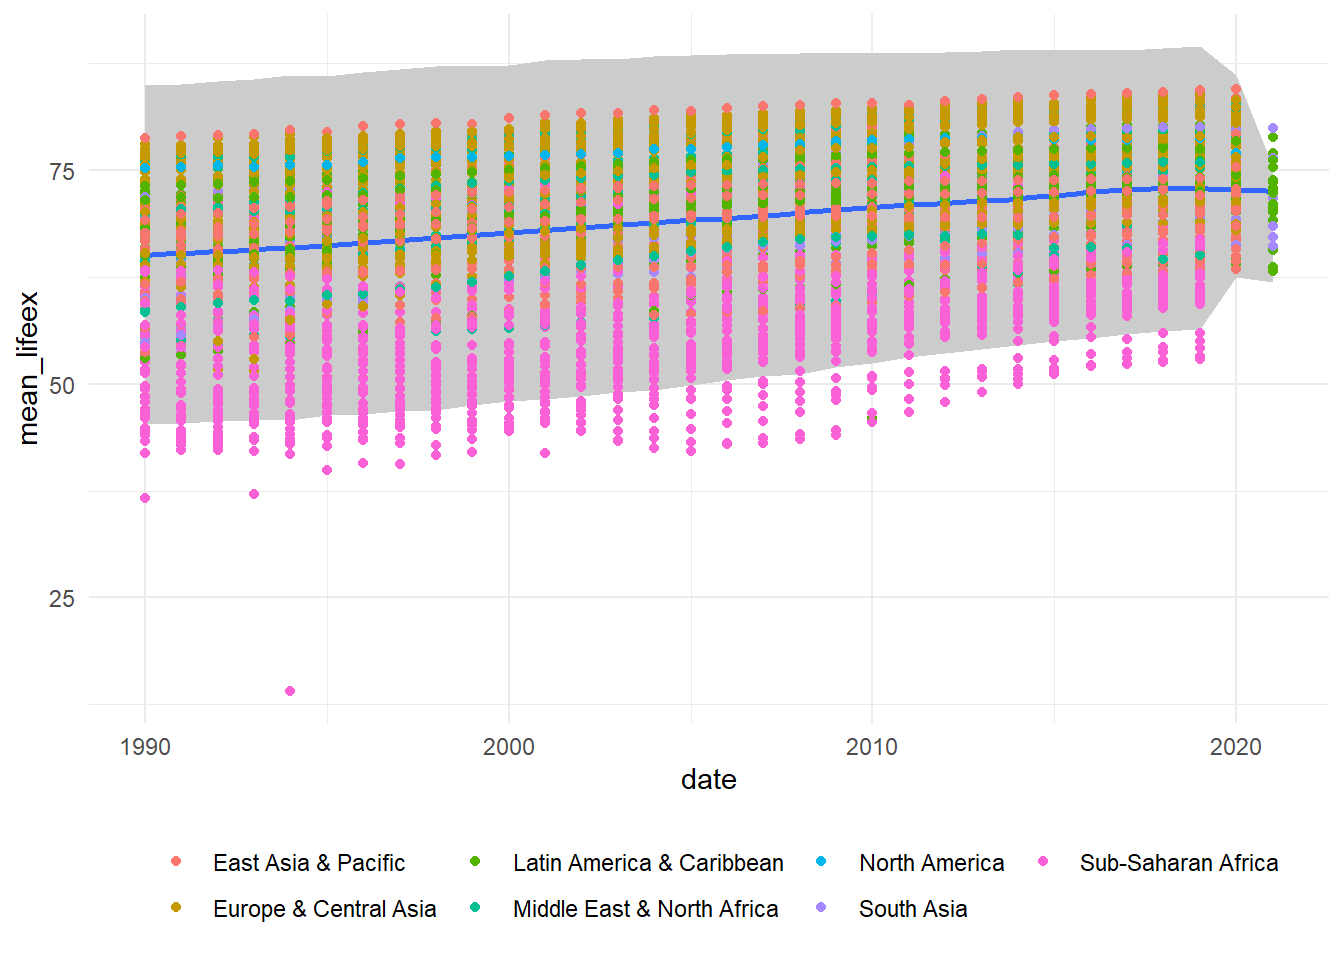 75
50
25
mean_lifeex
1990 2000 2010 2020
date
East Asia & Pacific Latin America & Caribbean North America Sub-Saharan Africa
Europe & Central Asia Middle East & North Africa South Asia